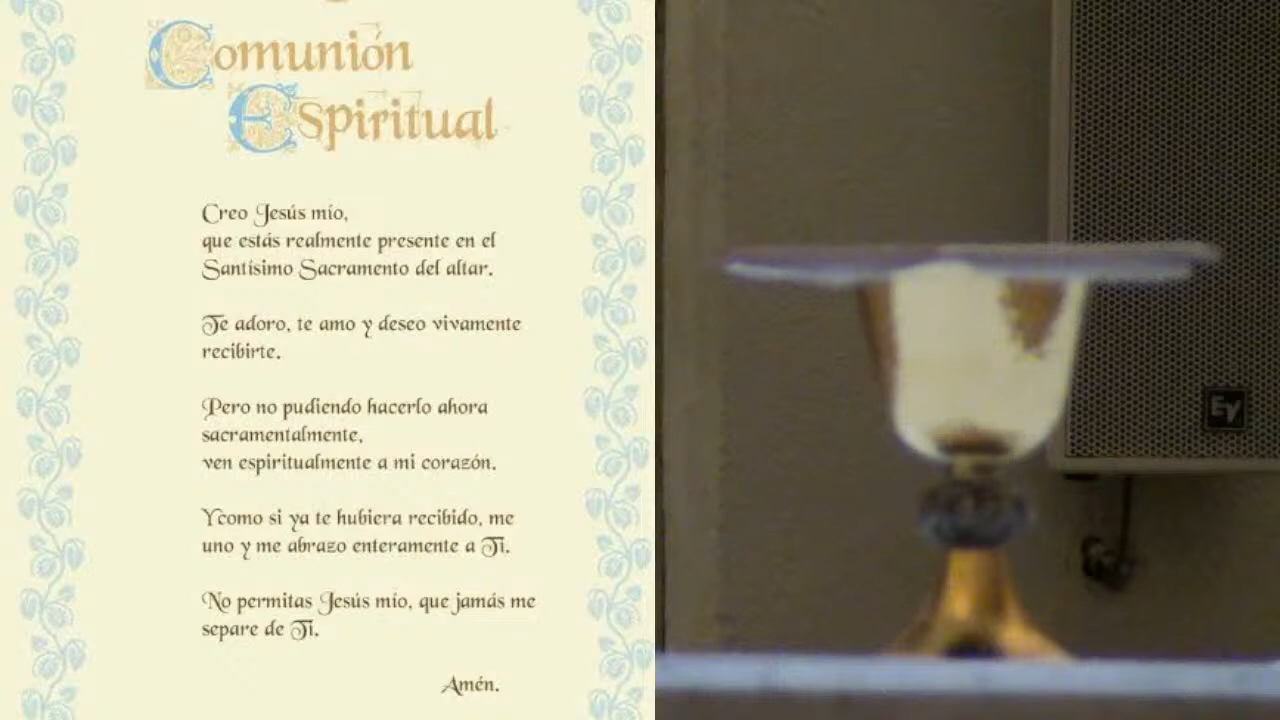 Comunión
Espiritual
Creo Jesús mío,
que estás realmente presente en el
Santísimo Sacramento del altar.
Te adoro, te amo y deseo vivamente
recibirte.
Pero no pudiendo hacerlo ahora
sacramentalmente,
ven espiritualmente a mi corazón.
Ycomo si ya te hubiera recibido, me
uno y me abrazo enteramente a Ti.
No permitas Jesús mío, que jamás me
separe de Ti.
Amén.
EV